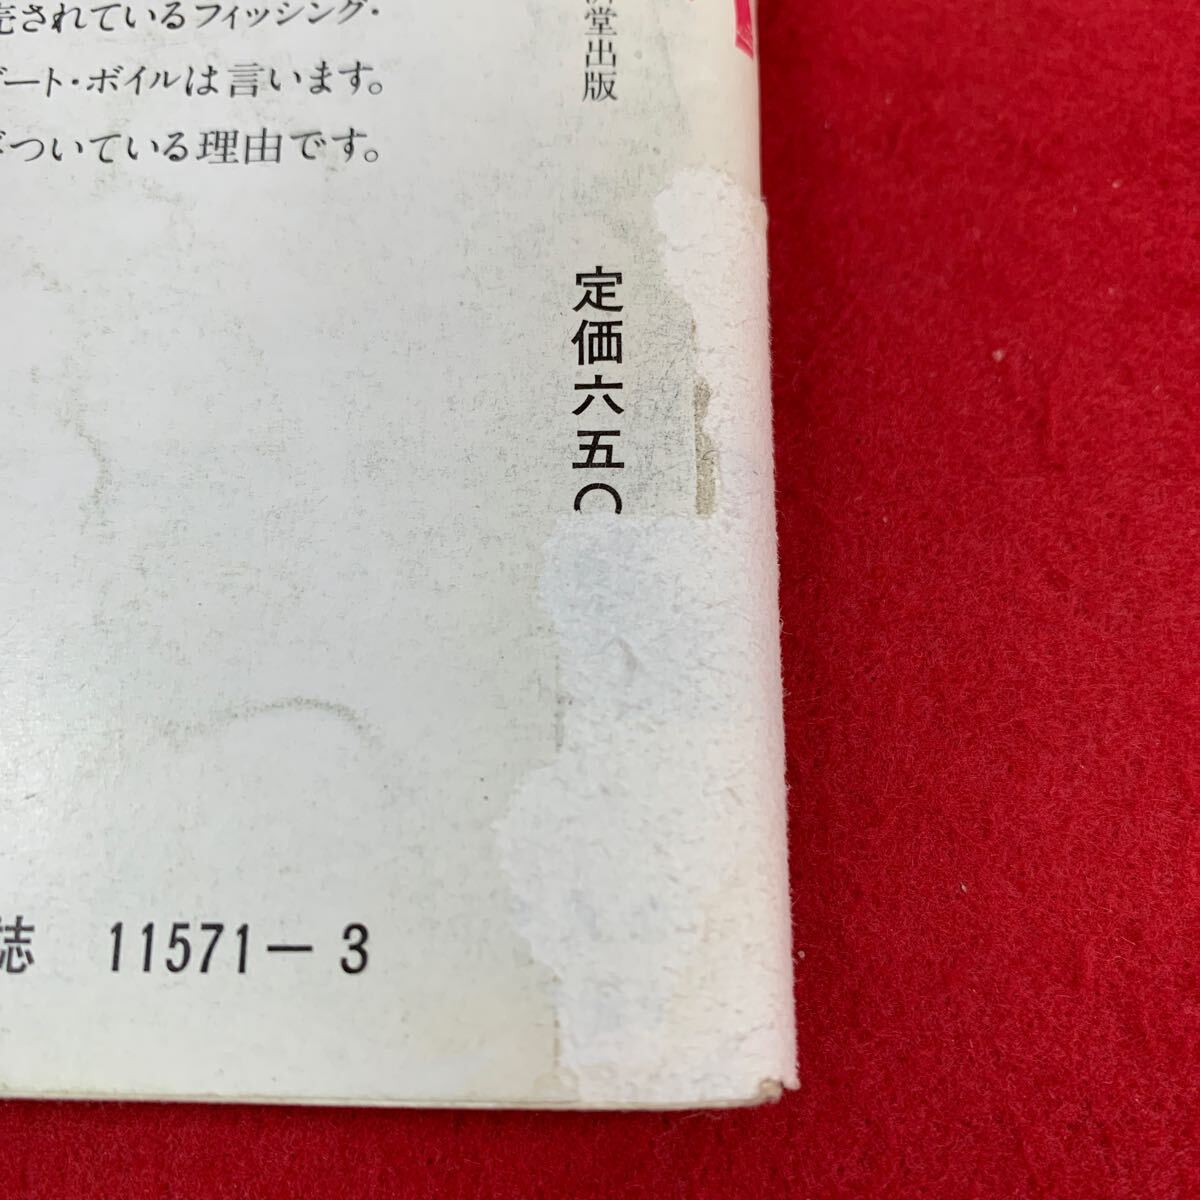 売されているフィッシング・
ート・ボイルは言います。
ついている理由です。
済堂出版
定価六五〇
誌 11571-3